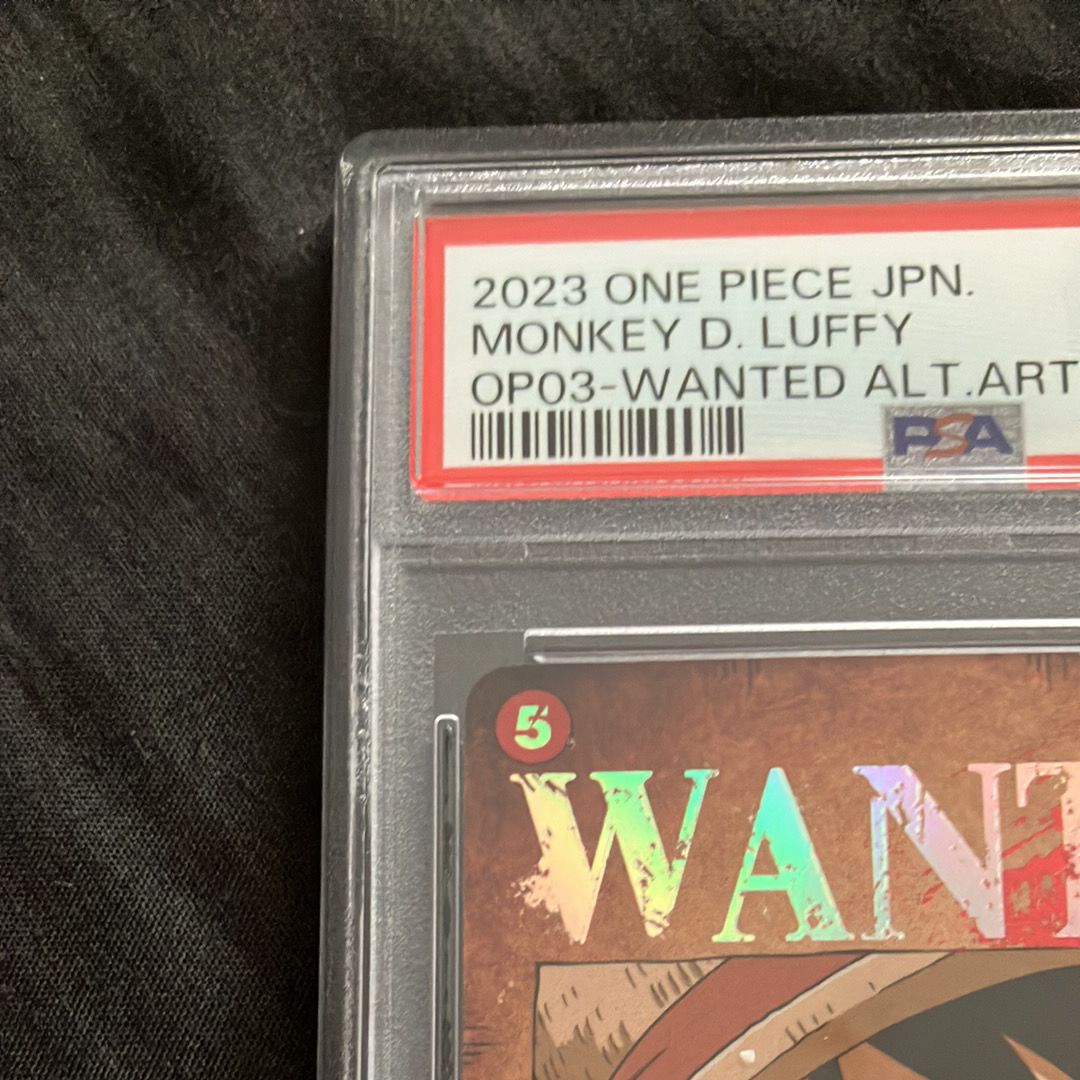 2023 ONE PIECE JPN.
MONKEY D. LUFFY
OP03-WANTED ALT.ART
PSA
5
WANT